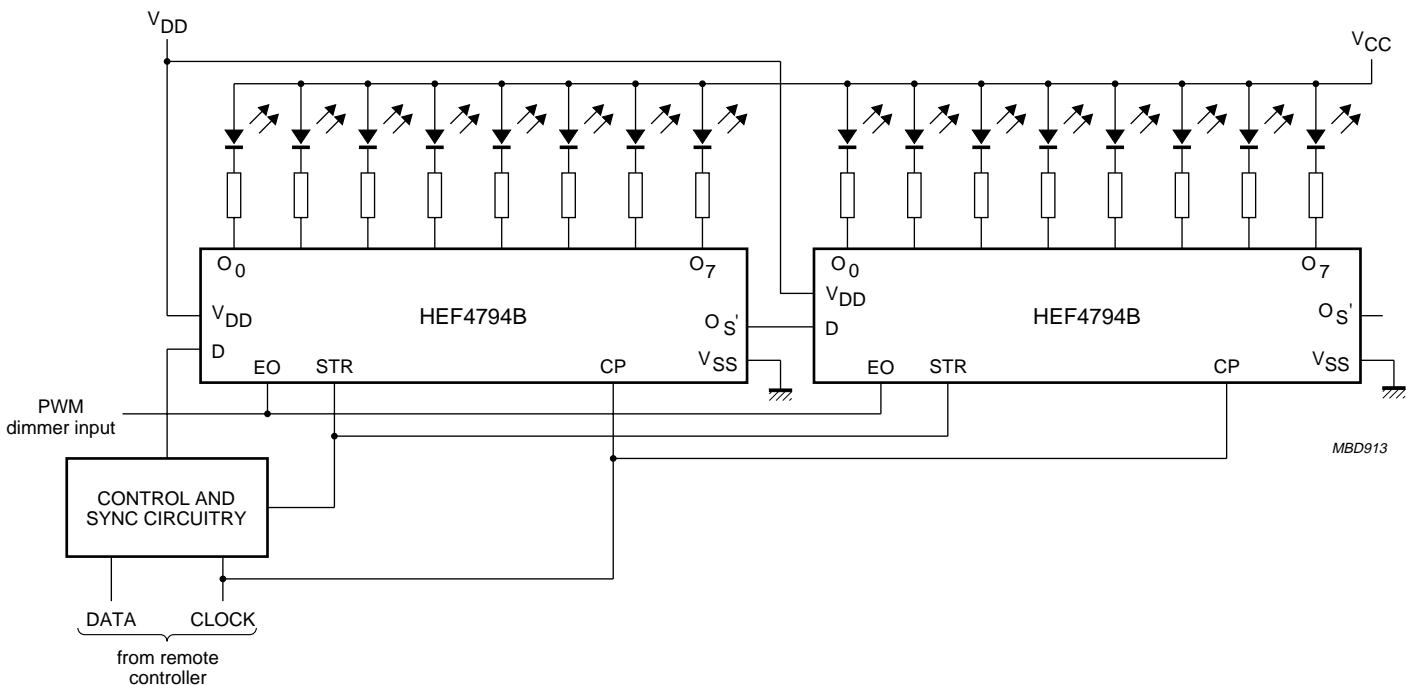 VDD
VCC
O0
O7
O0
O7
VDD
HEF4794B
OS'
VDD
HEF4794B
OS'
D
D
VSS
VSS
EO
STR
CP
EO
STR
CP
PWM
dimmer input
MBD913
CONTROL AND
SYNC CIRCUITRY
DATA
CLOCK
from remote
controller